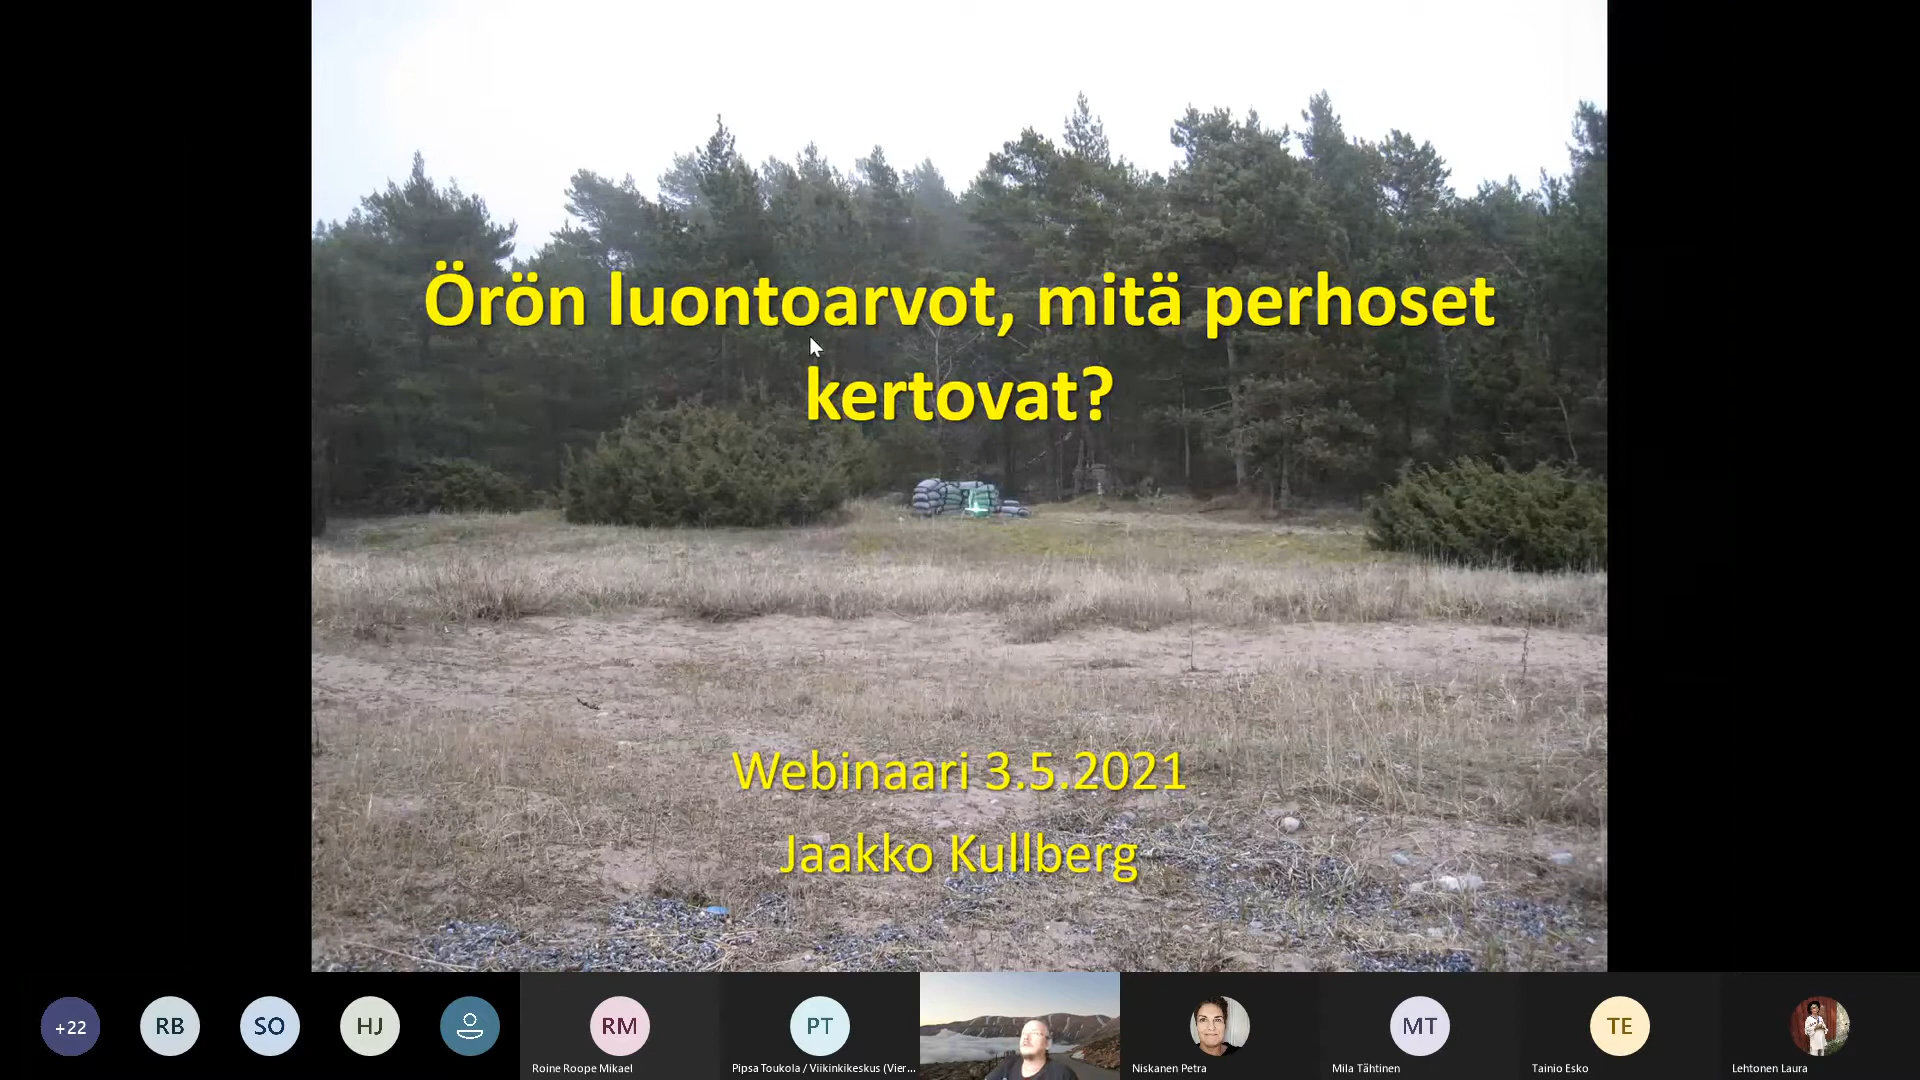 Örön luontoarvot, mitä perhoset
kertovat?
Webinaari 3.5.2021
Jaakko Kullberg
+22
RB
SO
HJ
RM
PT
MT
TE
Roine Roope Mikael
Pipsa Toukola / Viikinkikeskus (Vier...
Niskanen Petra
Mila Tähtinen
Tainio Esko
Lehtonen Laura